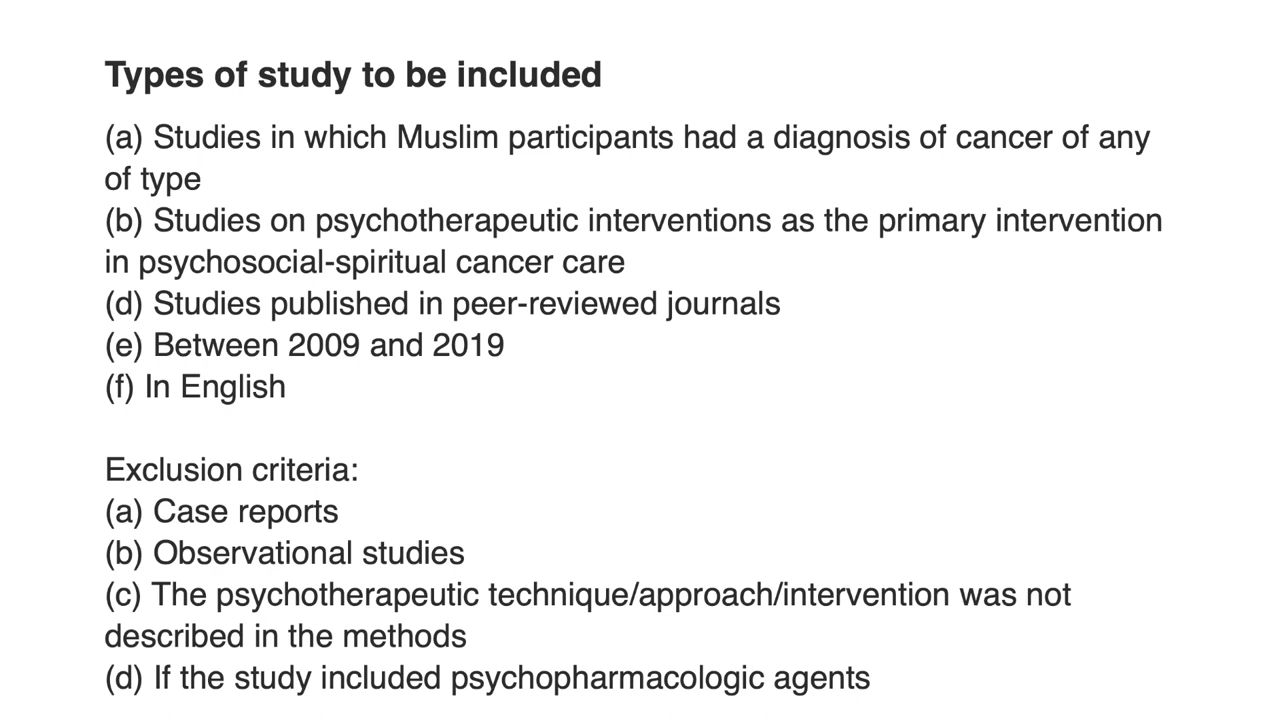 Types of study to be included
(a) Studies in which Muslim participants had a diagnosis of cancer of any
of type
(b) Studies on psychotherapeutic interventions as the primary intervention
in psychosocial-spiritual cancer care
(d) Studies published in peer-reviewed journals
(e) Between 2009 and 2019
(f) In English
Exclusion criteria:
(a) Case reports
(b) Observational studies
(c) The psychotherapeutic technique/approach/intervention was not
described in the methods
(d) If the study included psychopharmacologic agents